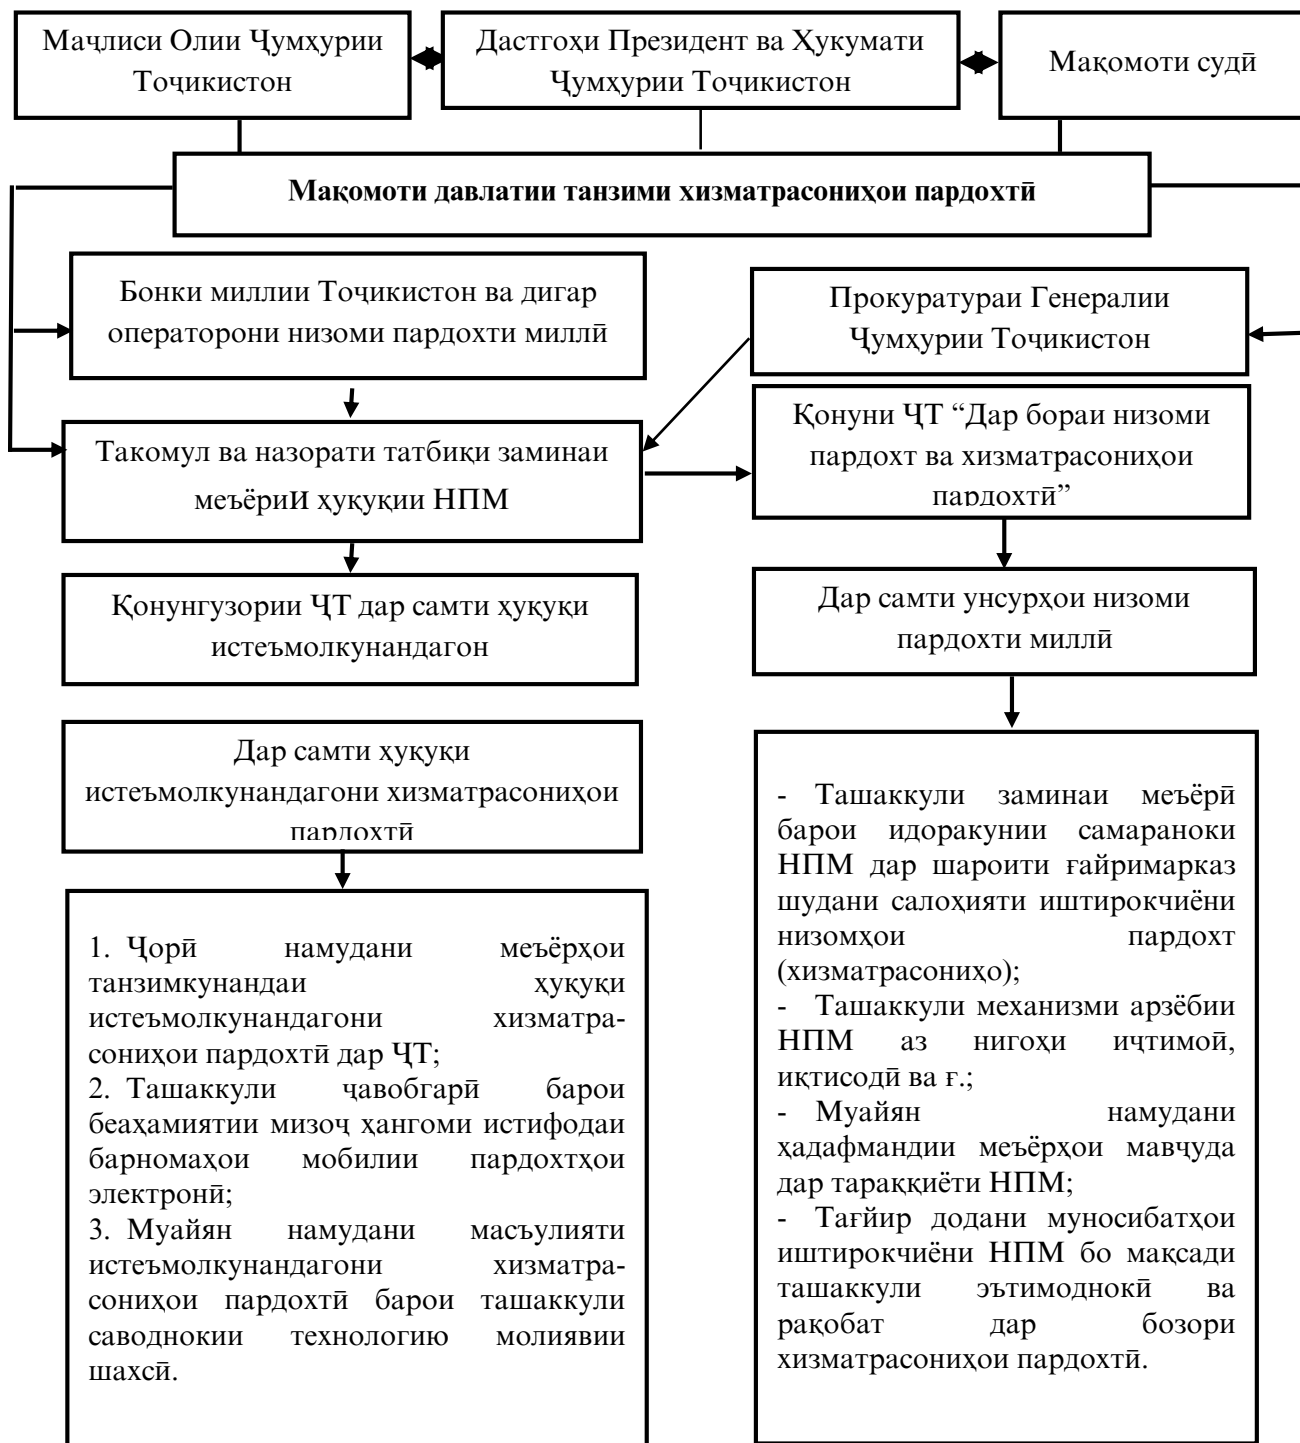 Маҷлиси Олии Ҷумҳурии
Тоҷикистон
Дастгоҳи Президент ва Ҳукумати
Ҷумҳурии Тоҷикистон
Мақомоти судӣ
Мақомоти давлатии танзими хизматрасониҳои пардохтӣ
Бонки миллии Тоҷикистон ва дигар
операторони низоми пардохти миллӣ
Прокуратураи Генералии
Ҷумҳурии Тоҷикистон
Такомул ва назорати татбиқи заминаи
меъёрии ҳуқуқии НПМ
Қонуни ҶТ “Дар бораи низоми
пардохт ва хизматрасониҳои
пардохтӣ”
Қонунгузории ҶТ дар самти ҳуқуқи
истеъмолкунандагон
Дар самти унсурҳои низоми
пардохти миллӣ
Дар самти ҳуқуқи
истеъмолкунандагони хизматрасониҳои
пардохтӣ
1. Ҷорӣ намудани меъёрҳои
танзимкунандаи ҳуқуқи
истеъмолкунандагони хизматра-
сониҳои пардохтӣ дар ҶТ;
2. Ташаккули ҷавобгарӣ барои
беаҳамиятии мизоҷ ҳангоми истифодаи
барномаҳои мобилии пардохтҳои
электронӣ;
3. Муайян намудани масъулияти
истеъмолкунандагони хизматра-
сониҳои пардохтӣ барои ташаккули
саводнокии технологию молиявии
шахсӣ.
- Ташаккули заминаи меъёрӣ
барои идоракунии самараноки
НПМ дар шароити ғайримарказ
шудани салоҳияти иштирокчиёни
низомҳои пардохт
(хизматрасониҳо);
- Ташаккули механизми арзёбии
НПМ аз нигоҳи иҷтимоӣ,
иқтисодӣ ва ғ.;
- Муайян намудани
ҳадафмандии меъёрҳои мавҷуда
дар тараққиёти НПМ;
- Тағйир додани муносибатҳои
иштирокчиёни НПМ бо мақсади
ташаккули эътимоднокӣ ва
рақобат дар бозори
хизматрасониҳои пардохтӣ.